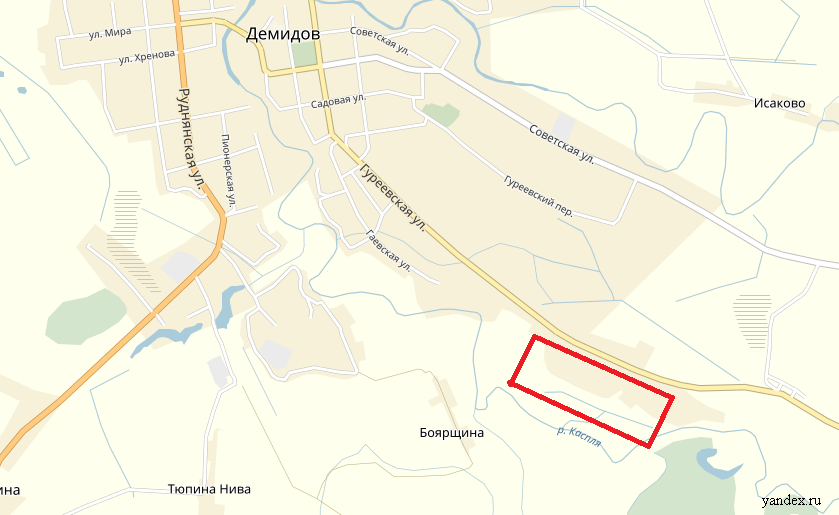 Демидов
ул. Мира
Советская ул.
ул. Хренова
Руднянская ул.
Садовая ул.
Исаково
Пионерская ул.
Советская ул.
Гуреевская ул.
Гуреевский пер.
Гаевская ул.
Боярщина
р. Каспля
Тюпина Нива
ина
yandex.ru